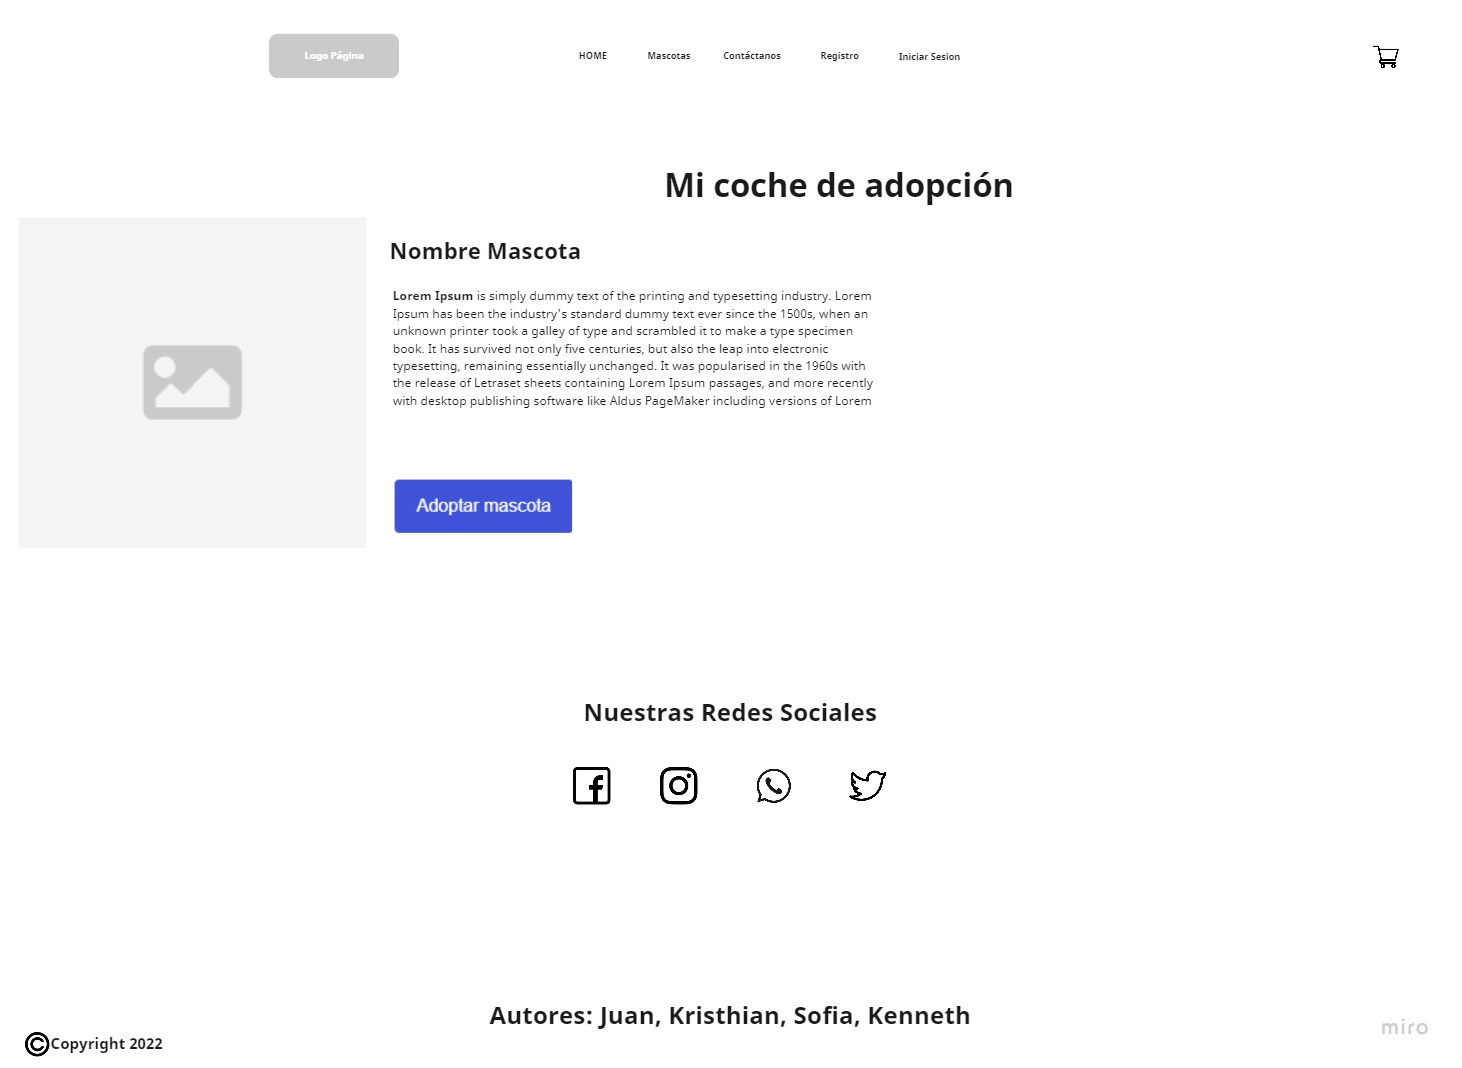 Logo Página
HOME
Mascotas
Contáctanos
Registro
Iniciar Sesion
Mi coche de adopción
Nombre Mascota
Lorem Ipsum is simply dummy text of the printing and typesetting industry. Lorem
Ipsum has been the industry's standard dummy text ever since the 1500s, when an
unknown printer took a galley of type and scrambled it to make a type specimen
book. It has survived not only five centuries, but also the leap into electronic
typesetting, remaining essentially unchanged. It was popularised in the 1960s with
the release of Letraset sheets containing Lorem Ipsum passages, and more recently
with desktop publishing software like Aldus PageMaker including versions of Lorem
Adoptar mascota
Nuestras Redes Sociales
Autores: Juan, Kristhian, Sofia, Kenneth
©Copyright 2022
miro